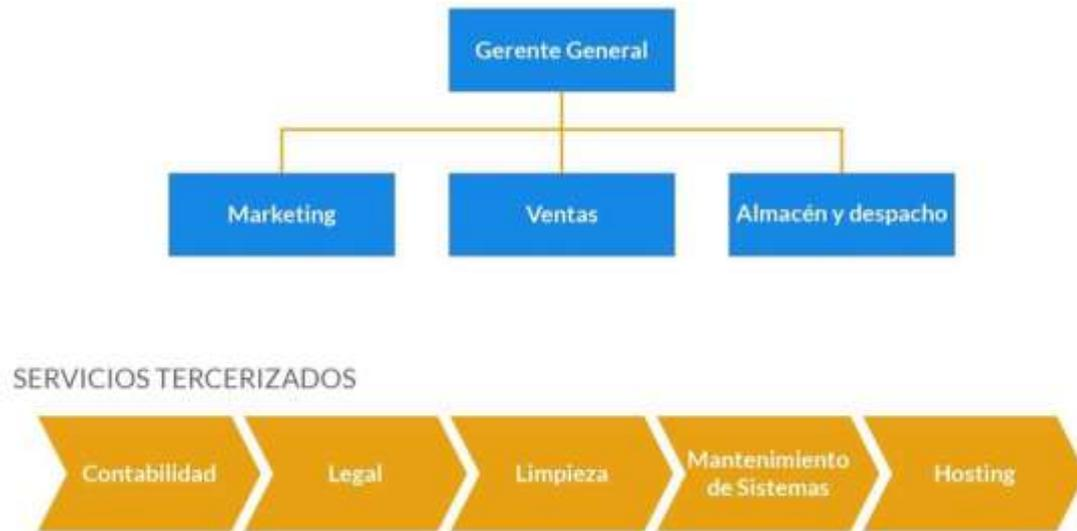 Gerente General
Marketing
Ventas
Almacén y despacho
SERVICIOS TERCERIZADOS
Contabilidad
Legal
Limpieza
Mantenimiento
de Sistemas
Hosting